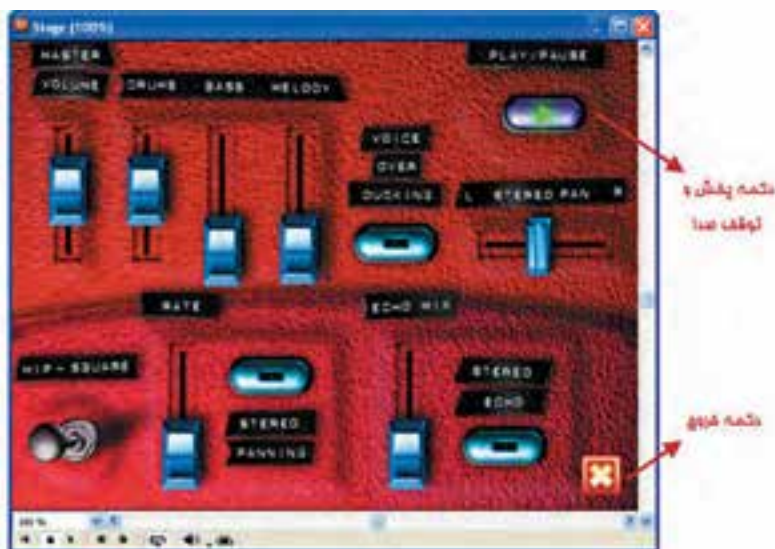 Stage (100%)
MASTER
VOLUME
DRUMS
BASS
MELODY
PLAY/PAUSE
VOICE
OVER
DUCKING
L STEREO PAN R
دکمه پخش و
توقف صدا
RATE
ECHO MIX
HIP-SQUARE
STEREO
PANNING
STEREO
ECHO
دکمه خروج
100 %